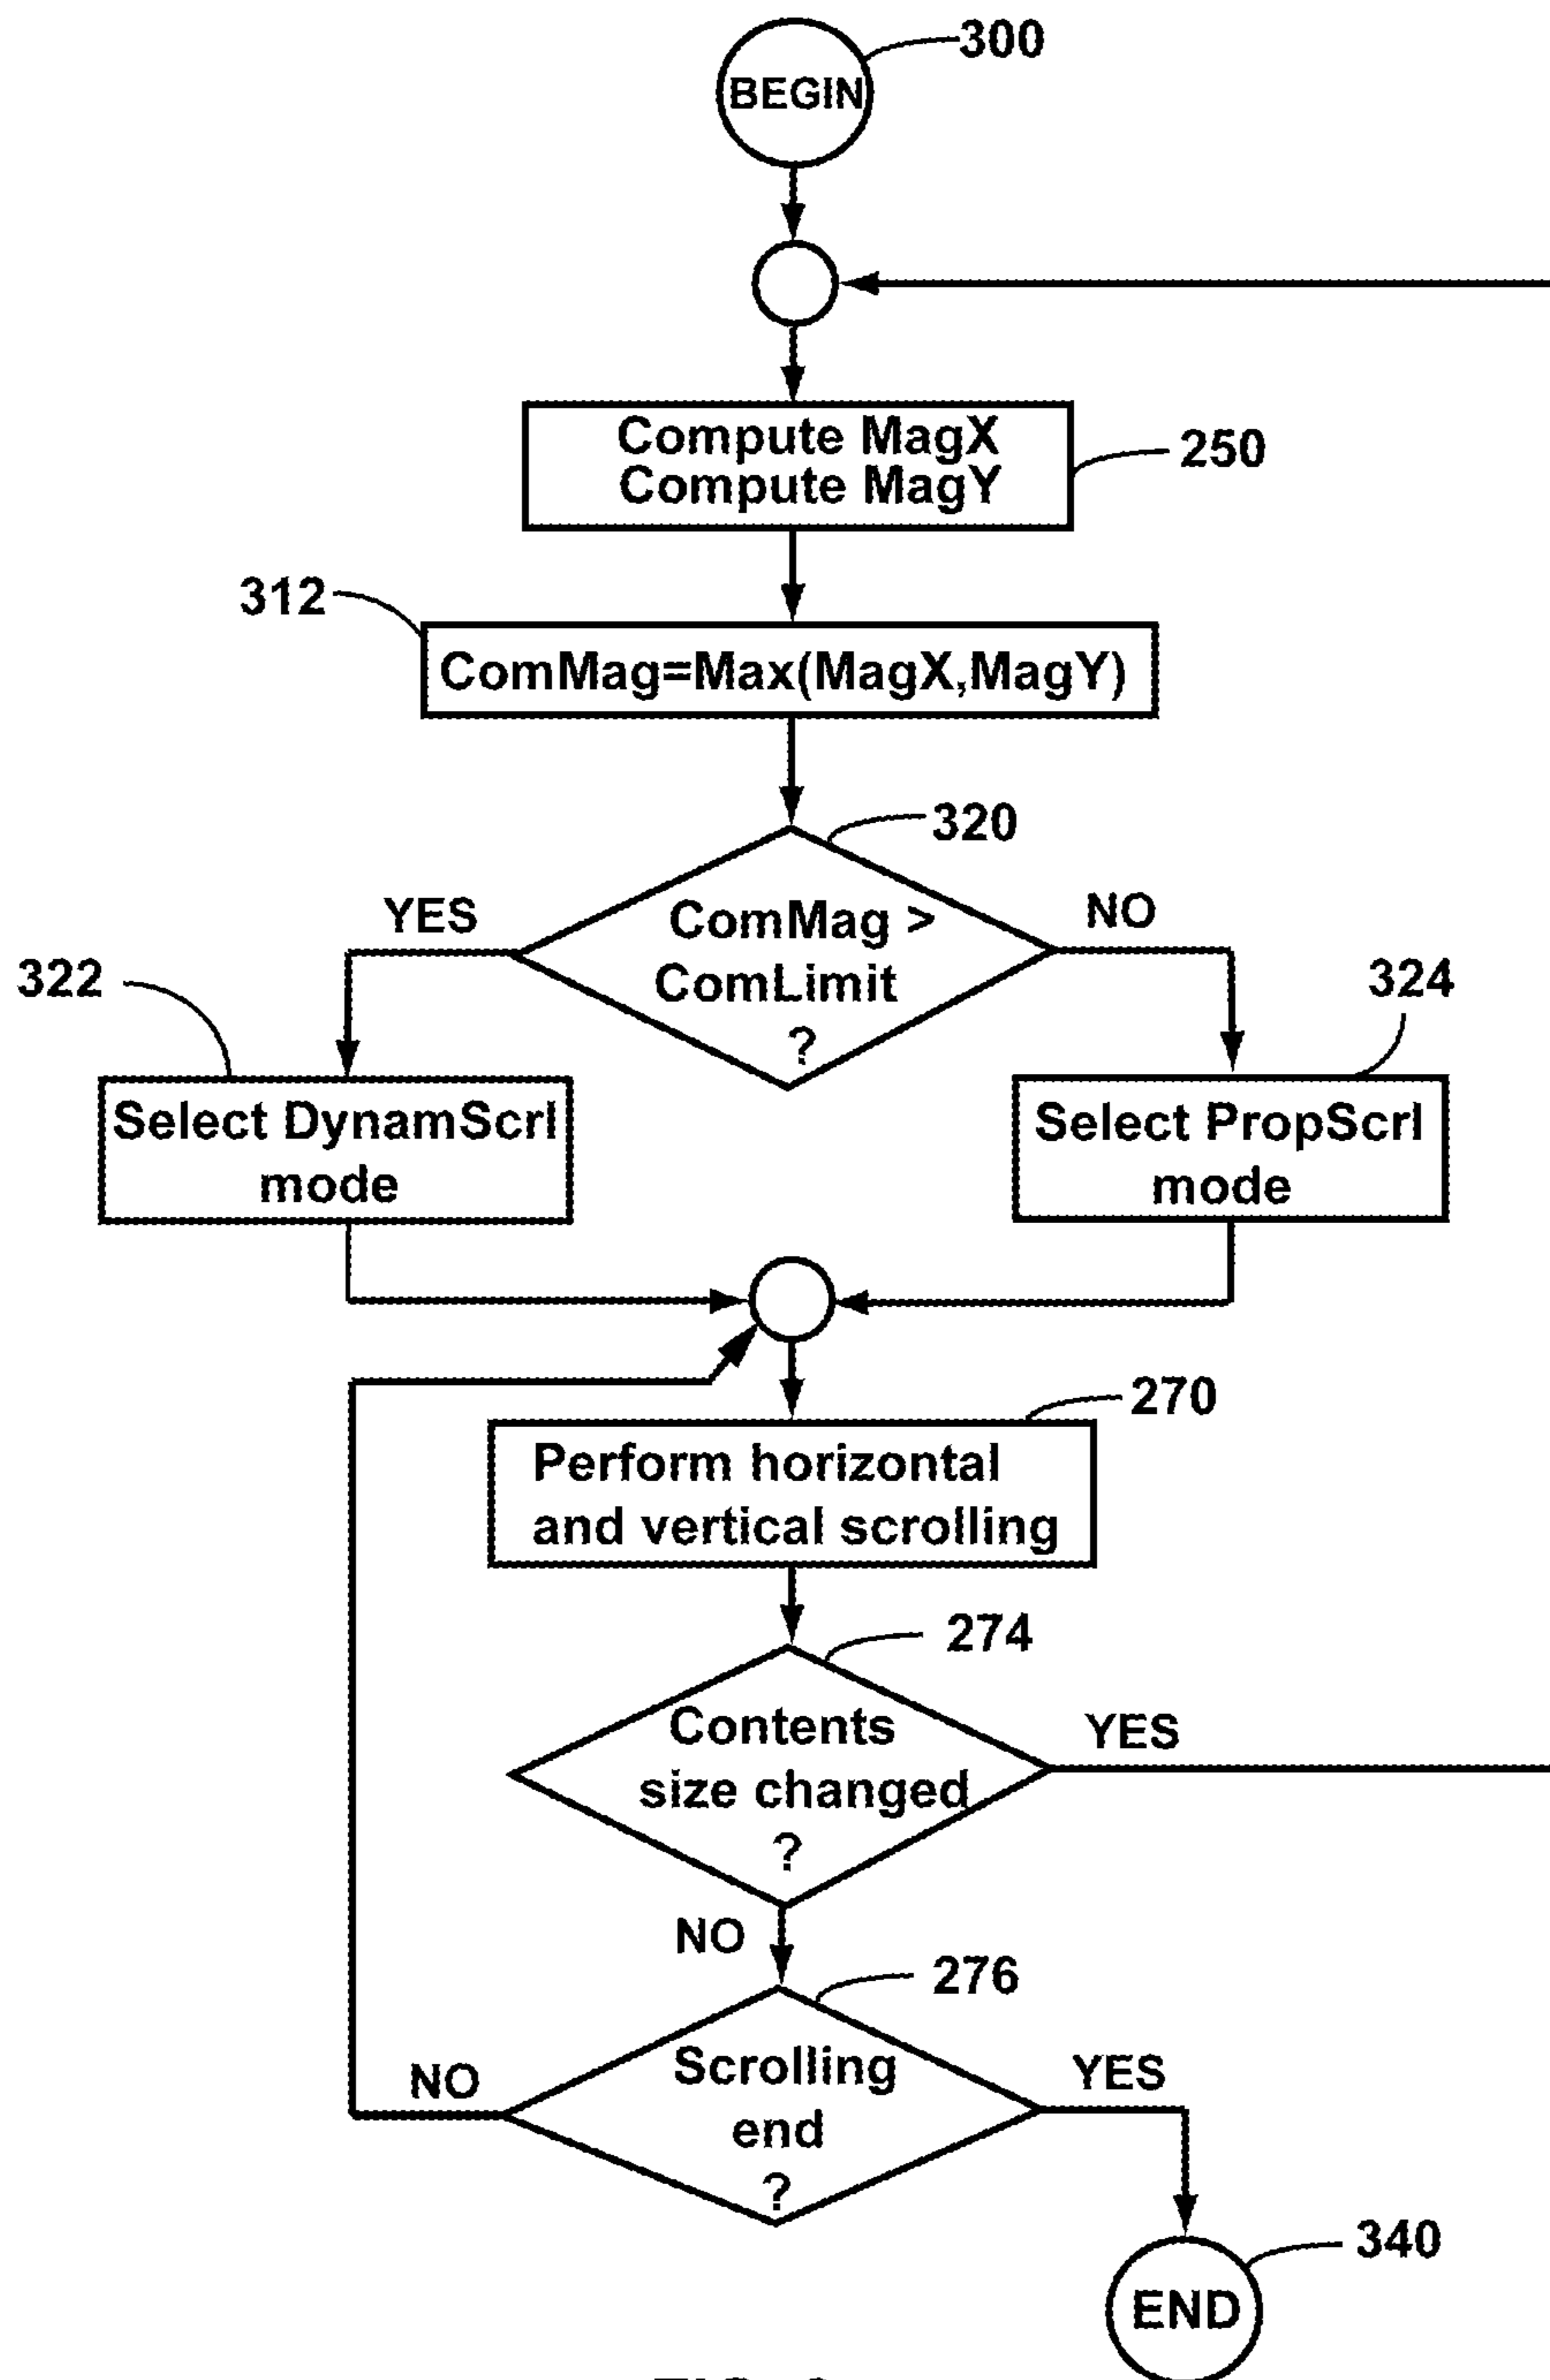 300
BEGIN
Compute MagX
Compute MagY
250
312
ComMag=Max(MagX,MagY)
320
YES
ComMag >
ComLimit
?
NO
322
324
Select DynamScrl
mode
Select PropScrl
mode
270
Perform horizontal
and vertical scrolling
274
Contents
size changed
?
YES
NO
276
NO
Scrolling
end
?
YES
340
END